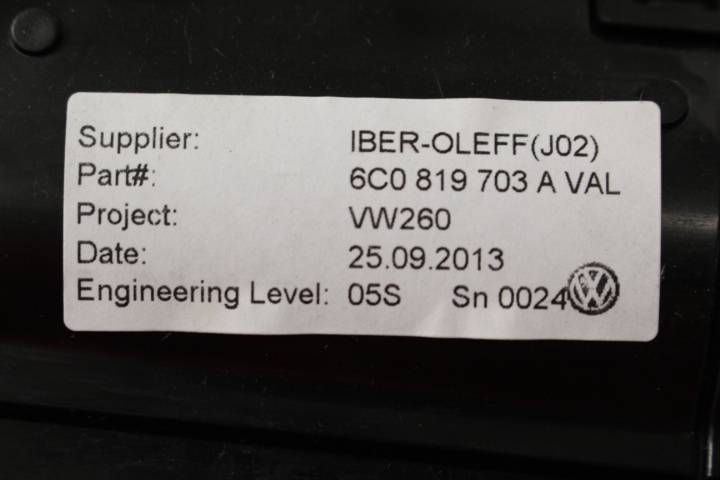 Supplier: IBER-OLEFF(J02)
Part#: 6C0 819 703 A VAL
Project: VW260
Date: 25.09.2013
Engineering Level: 05S Sn 0024